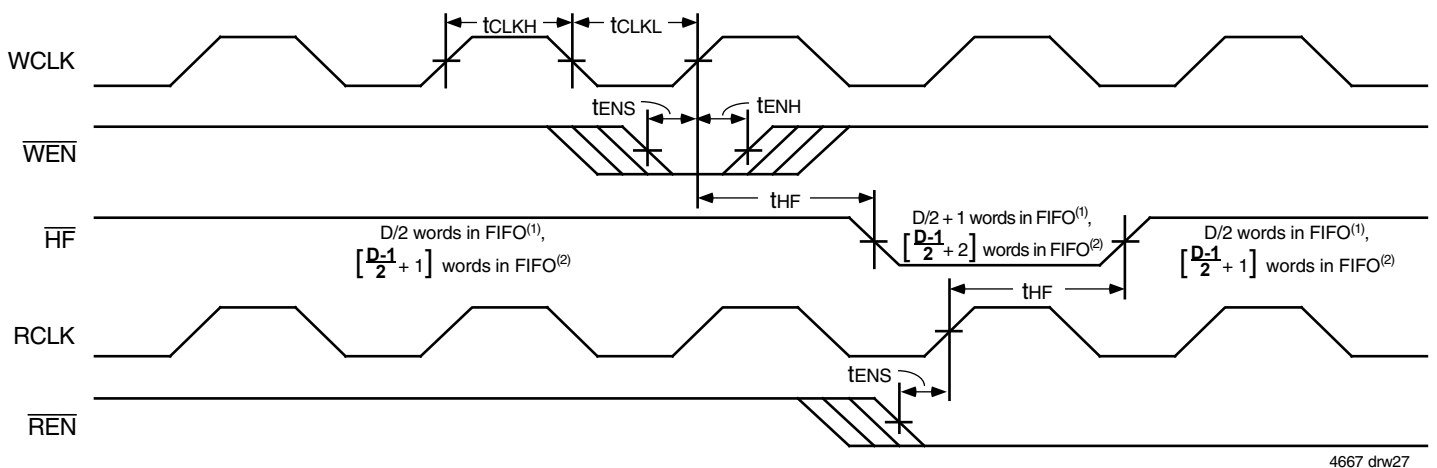 tCLKH tCLKL
WCLK
tENS tENH
WEN
tHF
HF
D/2 words in FIFO(1),
[D-1/2 + 1] words in FIFO(2)
D/2 + 1 words in FIFO(1),
[D-1/2 + 2] words in FIFO(2)
D/2 words in FIFO(1),
[D-1/2 + 1] words in FIFO(2)
tHF
RCLK
tENS
REN
4667 drw27